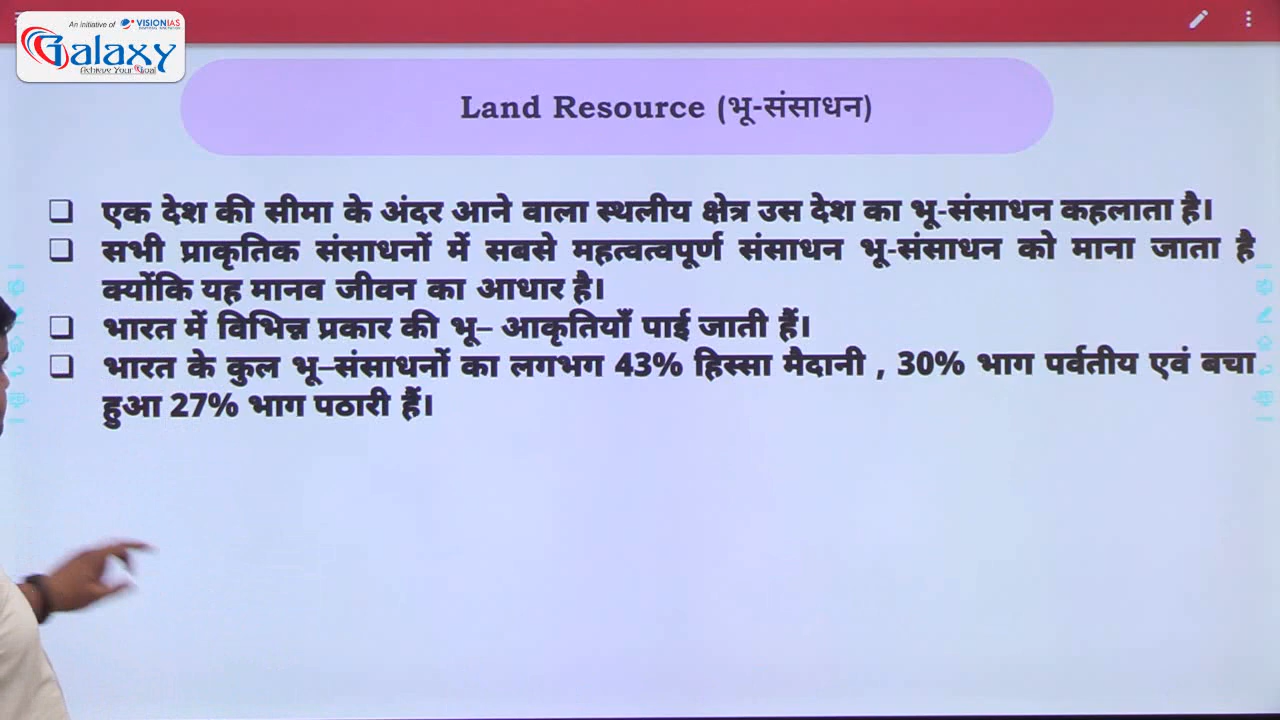 An initiative of VISIONIAS
Galaxy
Achieve Your Goal
Land Resource (भू-संसाधन)
❑ एक देश की सीमा के अंदर आने वाला स्थलीय क्षेत्र उस देश का भू-संसाधन कहलाता है।
❑ सभी प्राकृतिक संसाधनों में सबसे महत्वत्वपूर्ण संसाधन भू-संसाधन को माना जाता है
क्योंकि यह मानव जीवन का आधार है।
❑ भारत में विभिन्न प्रकार की भू– आकृतियाँ पाई जाती हैं।
❑ भारत के कुल भू–संसाधनों का लगभग 43% हिस्सा मैदानी , 30% भाग पर्वतीय एवं बचा
हुआ 27% भाग पठारी हैं।